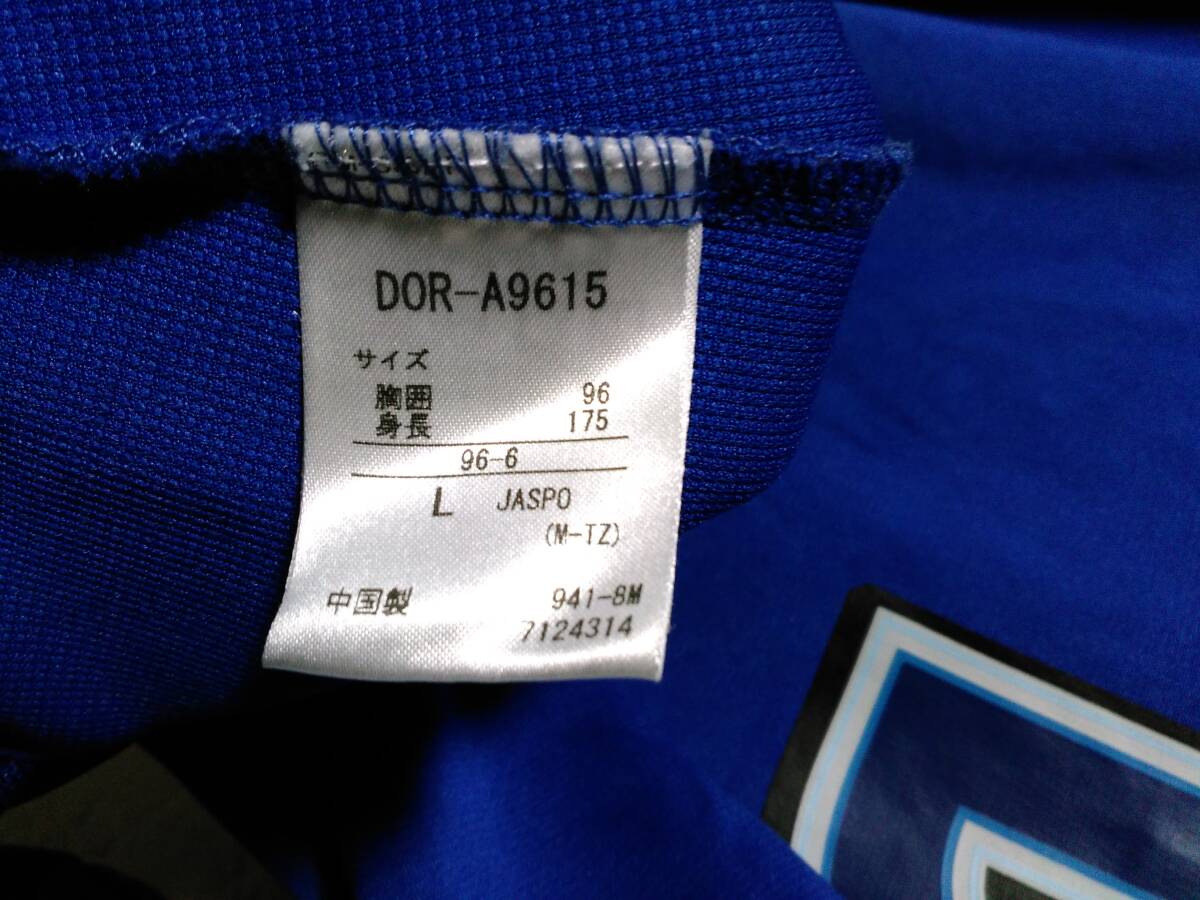 DOR-A9615
サイズ
胸囲 96
身長 175
96-6
L JASPO
(M-TZ)
中国製 941-8M
7124314